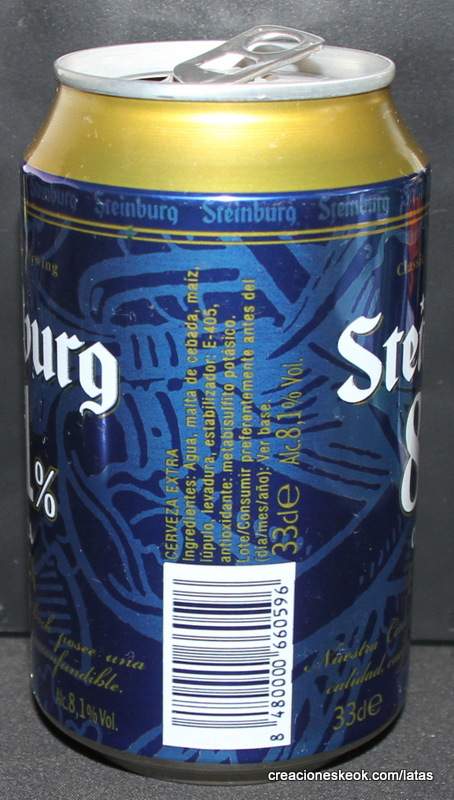 Steinburg Steinburg Steinburg Steinburg
burg
%
posee una
Alc.8,1% Vol.
CERVEZA EXTRA
Ingredientes: Agua, malta de cebada, maíz,
lúpulo, levadura, estabilizador: E-405,
antioxidante: metabisulfito potásico.
Lote/Consumir preferentemente antes del
(día/mes/año): Ver base.
33cl e Alc.8,1% Vol.
8 480000 660596
Stei
8
Nuestra
calidad
33cl e
creacioneskeok.com/latas